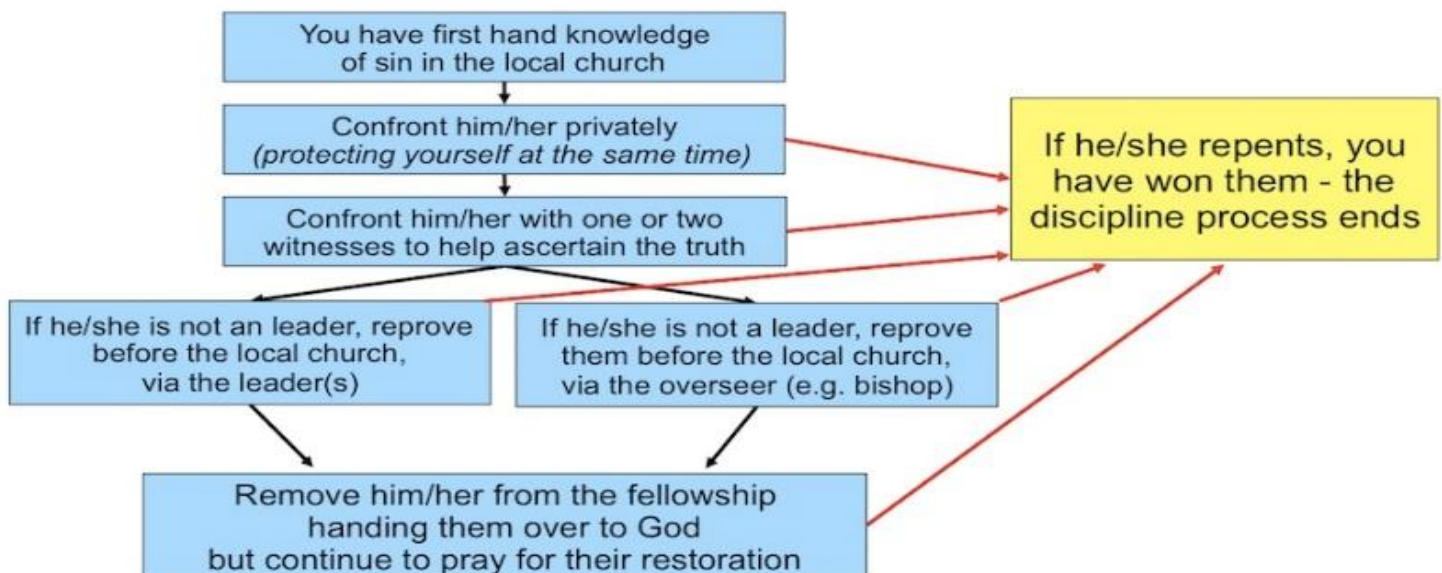 You have first hand knowledge
of sin in the local church
Confront him/her privately
(protecting yourself at the same time)
Confront him/her with one or two
witnesses to help ascertain the truth
If he/she is not an leader, reprove
before the local church,
via the leader(s)
If he/she is not a leader, reprove
them before the local church,
via the overseer (e.g. bishop)
Remove him/her from the fellowship
handing them over to God
but continue to pray for their restoration
If he/she repents, you
have won them - the
discipline process ends